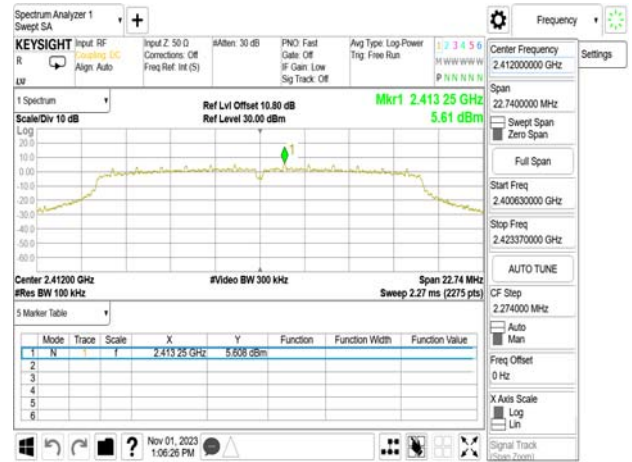 Spectrum Analyzer 1
Swept SA
+
Frequency
KEYSIGHT
R
LV
Input: RF
Coupling: DC
Align: Auto
Input Z: 50 Ω
Corrections: Off
Freq Ref: Int (S)
#Atten: 30 dB
PNO: Fast
Gate: Off
IF Gain: Low
Sig Track: Off
Avg Type: Log-Power
Trig: Free Run
1 2 3 4 5 6
M W W W W W
P N N N N N
Center Frequency
2.412000000 GHz
Settings
Span
22.7400000 MHz
Swept Span
Zero Span
Full Span
Start Freq
2.400630000 GHz
Stop Freq
2.423370000 GHz
AUTO TUNE
CF Step
2.274000 MHz
Auto
Man
Freq Offset
0 Hz
X Axis Scale
Log
Lin
Signal Track
(Span Zoom)
1 Spectrum
Scale/Div 10 dB
Ref Lvl Offset 10.80 dB
Ref Level 30.00 dBm
Mkr1 2.413 25 GHz
5.61 dBm
Log
20.0
10.0
0.00
-10.0
-20.0
-30.0
-40.0
-50.0
-60.0
1
Center 2.41200 GHz
#Res BW 100 kHz
#Video BW 300 kHz
Span 22.74 MHz
Sweep 2.27 ms (2275 pts)
5 Marker Table
Mode Trace Scale X Y Function Function Width Function Value
1 N 1 f 2.413 25 GHz 5.608 dBm
2
3
4
5
6
?
Nov 01, 2023
1:06:26 PM